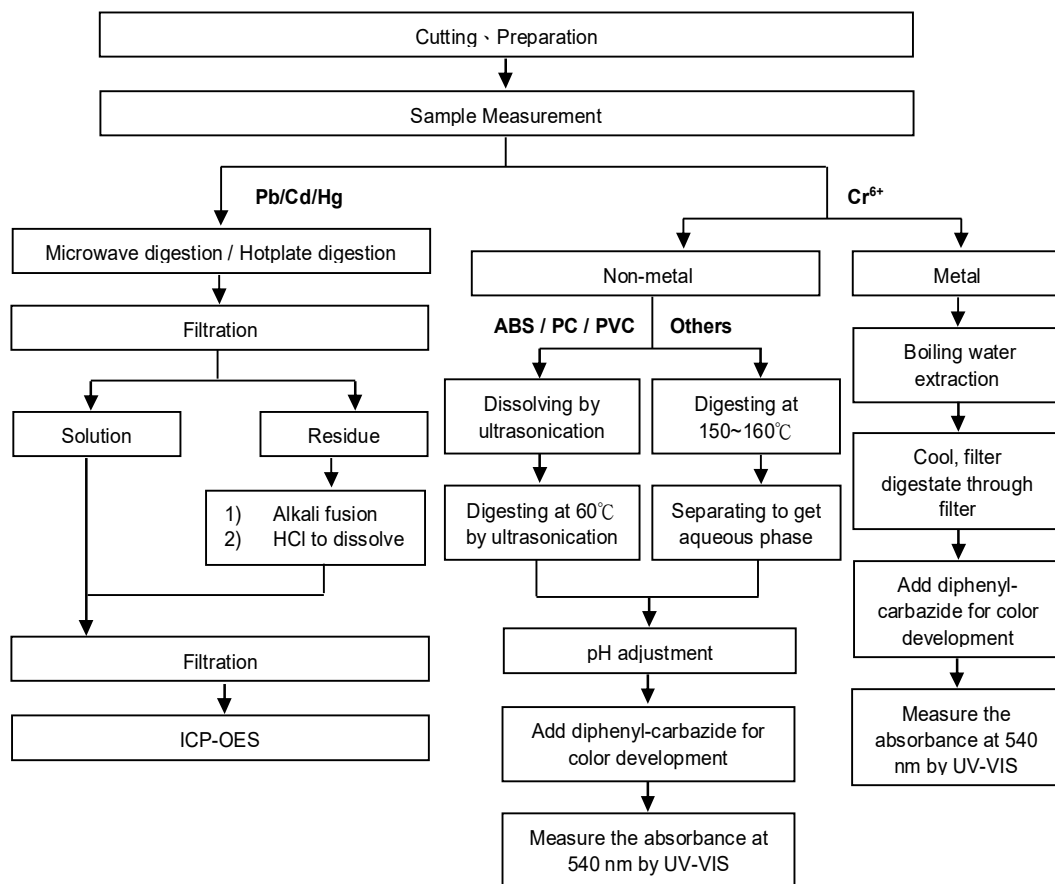 Cutting、Preparation
Sample Measurement
Pb/Cd/Hg
Microwave digestion / Hotplate digestion
Filtration
Solution
Residue
1) Alkali fusion
2) HCl to dissolve
Filtration
ICP-OES
Cr⁶⁺
Non-metal
ABS / PC / PVC
Others
Dissolving by
ultrasonication
Digesting at 60℃
by ultrasonication
Digesting at
150~160℃
Separating to get
aqueous phase
pH adjustment
Add diphenyl-carbazide for
color development
Measure the absorbance at
540 nm by UV-VIS
Metal
Boiling water
extraction
Cool, filter
digestate through
filter
Add diphenyl-
carbazide for color
development
Measure the
absorbance at 540
nm by UV-VIS